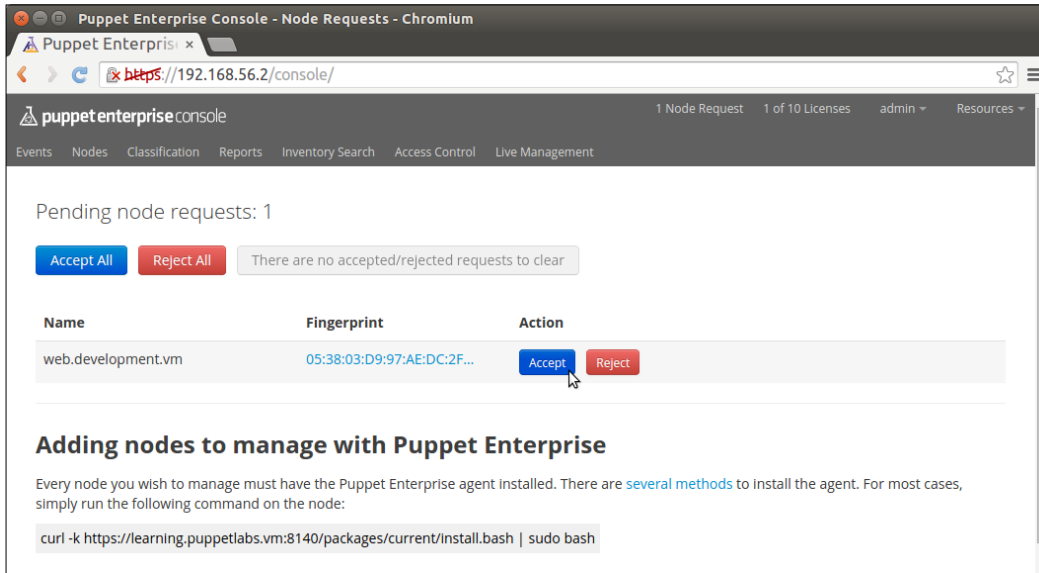 Puppet Enterprise Console - Node Requests - Chromium
Puppet Enterpris
https://192.168.56.2/console/
puppet enterprise console
1 Node Request 1 of 10 Licenses admin Resources
Events Nodes Classification Reports Inventory Search Access Control Live Management
Pending node requests: 1
Accept All Reject All There are no accepted/rejected requests to clear
Name Fingerprint Action
web.development.vm 05:38:03:D9:97:AE:DC:2F... Accept Reject
Adding nodes to manage with Puppet Enterprise
Every node you wish to manage must have the Puppet Enterprise agent installed. There are several methods to install the agent. For most cases,
simply run the following command on the node:
curl -k https://learning.puppetlabs.vm:8140/packages/current/install.bash | sudo bash